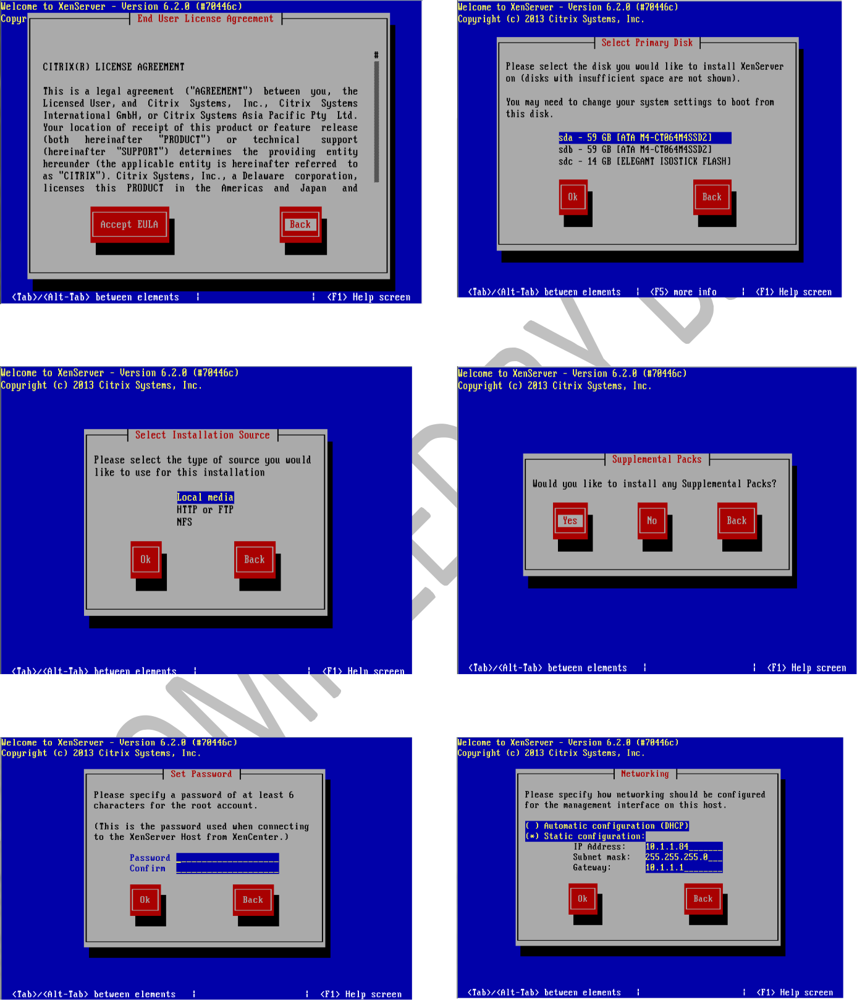 Welcome to XenServer - Version 6.2.0 (#70446c)
Copyr
End User License Agreement
#
CITRIX(R) LICENSE AGREEMENT
This is a legal agreement ("AGREEMENT") between you, the
Licensed User, and Citrix Systems, Inc., Citrix Systems
International GmbH, or Citrix Systems Asia Pacific Pty Ltd.
Your location of receipt of this product or feature release
(both hereinafter "PRODUCT") or technical support
(hereinafter "SUPPORT") determines the providing entity
hereunder (the applicable entity is hereinafter referred to
as "CITRIX"). Citrix Systems, Inc., a Delaware corporation,
licenses this PRODUCT in the Americas and Japan and
Accept EULA Back
<Tab>/<Alt-Tab> between elements | | <F1> Help screen
Welcome to XenServer - Version 6.2.0 (#70446c)
Copyright (c) 2013 Citrix Systems, Inc.
Select Primary Disk
Please select the disk you would like to install XenServer
on (disks with insufficient space are not shown).
You may need to change your system settings to boot from
this disk.
sda - 59 GB [ATA M4-CT064M4SSD2]
sdb - 59 GB [ATA M4-CT064M4SSD2]
sdc - 14 GB [ELEGANT ISOSTICK FLASH]
Ok Back
<Tab>/<Alt-Tab> between elements | <F5> more info | <F1> Help screen
Welcome to XenServer - Version 6.2.0 (#70446c)
Copyright (c) 2013 Citrix Systems, Inc.
Select Installation Source
Please select the type of source you would
like to use for this installation
Local media
HTTP or FTP
NFS
Ok Back
<Tab>/<Alt-Tab> between elements | | <F1> Help screen
Welcome to XenServer - Version 6.2.0 (#70446c)
Copyright (c) 2013 Citrix Systems, Inc.
Supplemental Packs
Would you like to install any Supplemental Packs?
Yes No Back
<Tab>/<Alt-Tab> between elements | | <F1> Help screen
Welcome to XenServer - Version 6.2.0 (#70446c)
Copyright (c) 2013 Citrix Systems, Inc.
Set Password
Please specify a password of at least 6
characters for the root account.
(This is the password used when connecting
to the XenServer Host from XenCenter.)
Password
Confirm
Ok Back
<Tab>/<Alt-Tab> between elements | | <F1> Help screen
Welcome to XenServer - Version 6.2.0 (#70446c)
Copyright (c) 2013 Citrix Systems, Inc.
Networking
Please specify how networking should be configured
for the management interface on this host.
( ) Automatic configuration (DHCP)
(*) Static configuration:
IP Address: 10.1.1.84_______
Subnet mask: 255.255.255.0___
Gateway: 10.1.1.1________
Ok Back
<Tab>/<Alt-Tab> between elements | | <F1> Help screen